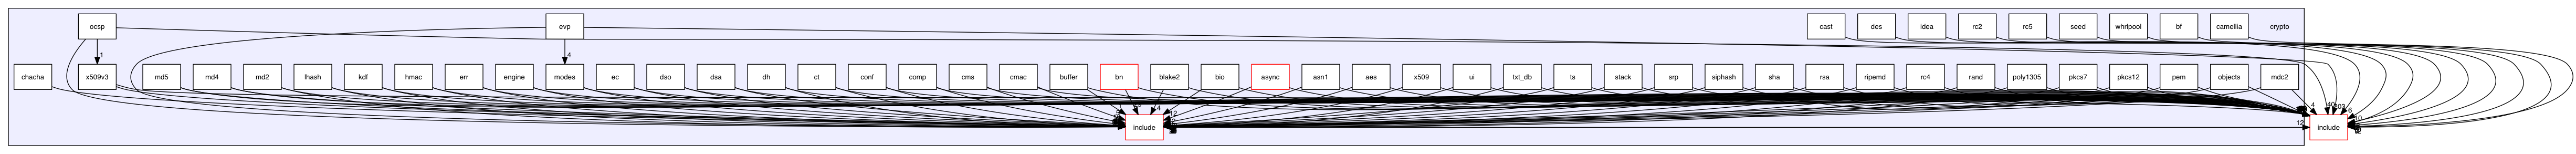 ocsp evp cast des idea rc2 rc5 seed whrlpool bf camellia crypto
1 4
chacha x509v3 md5 md4 md2 lhash kdf hmac err engine modes ec dso dsa dh ct conf comp cms cmac buffer bn blake2 bio async asn1 aes x509 ui txt_db ts stack srp siphash sha rsa ripemd rc4 rand poly1305 pkcs7 pkcs12 pem objects mdc2
4 4 40
12
include include